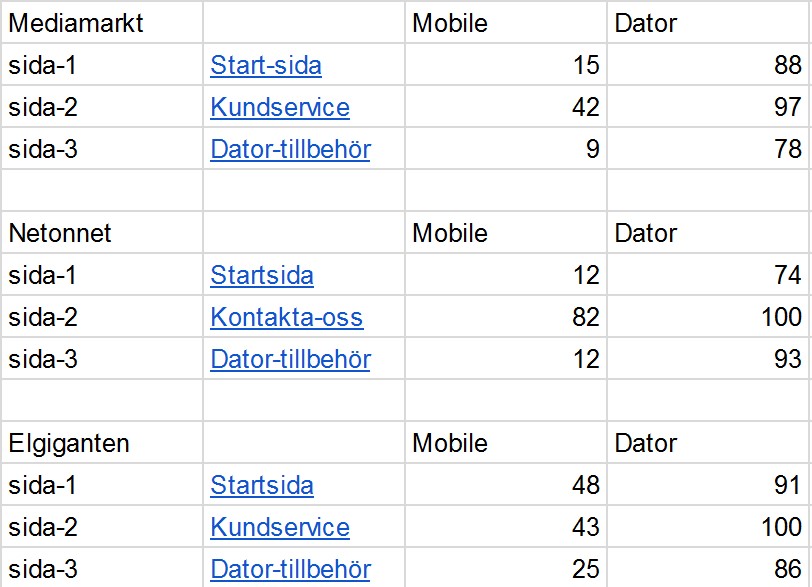 Mediamarkt Mobile Dator
sida-1 Start-sida 15 88
sida-2 Kundservice 42 97
sida-3 Dator-tillbehör 9 78
Netonnet Mobile Dator
sida-1 Startsida 12 74
sida-2 Kontakta-oss 82 100
sida-3 Dator-tillbehör 12 93
Elgiganten Mobile Dator
sida-1 Startsida 48 91
sida-2 Kundservice 43 100
sida-3 Dator-tillbehör 25 86